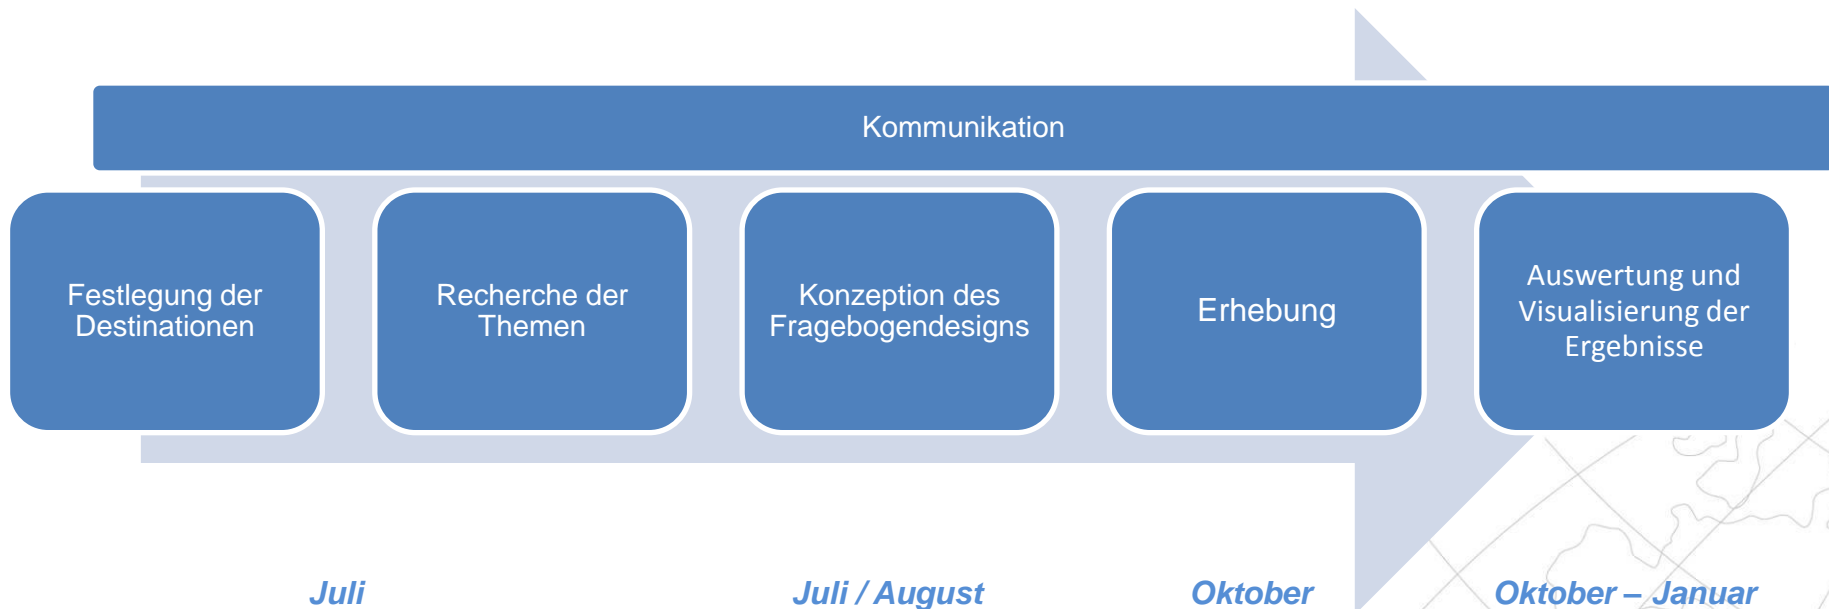 Kommunikation
Festlegung der
Destinationen
Recherche der
Themen
Konzeption des
Fragebogendesigns
Erhebung
Auswertung und
Visualisierung der
Ergebnisse
Juli
Juli / August
Oktober
Oktober – Januar